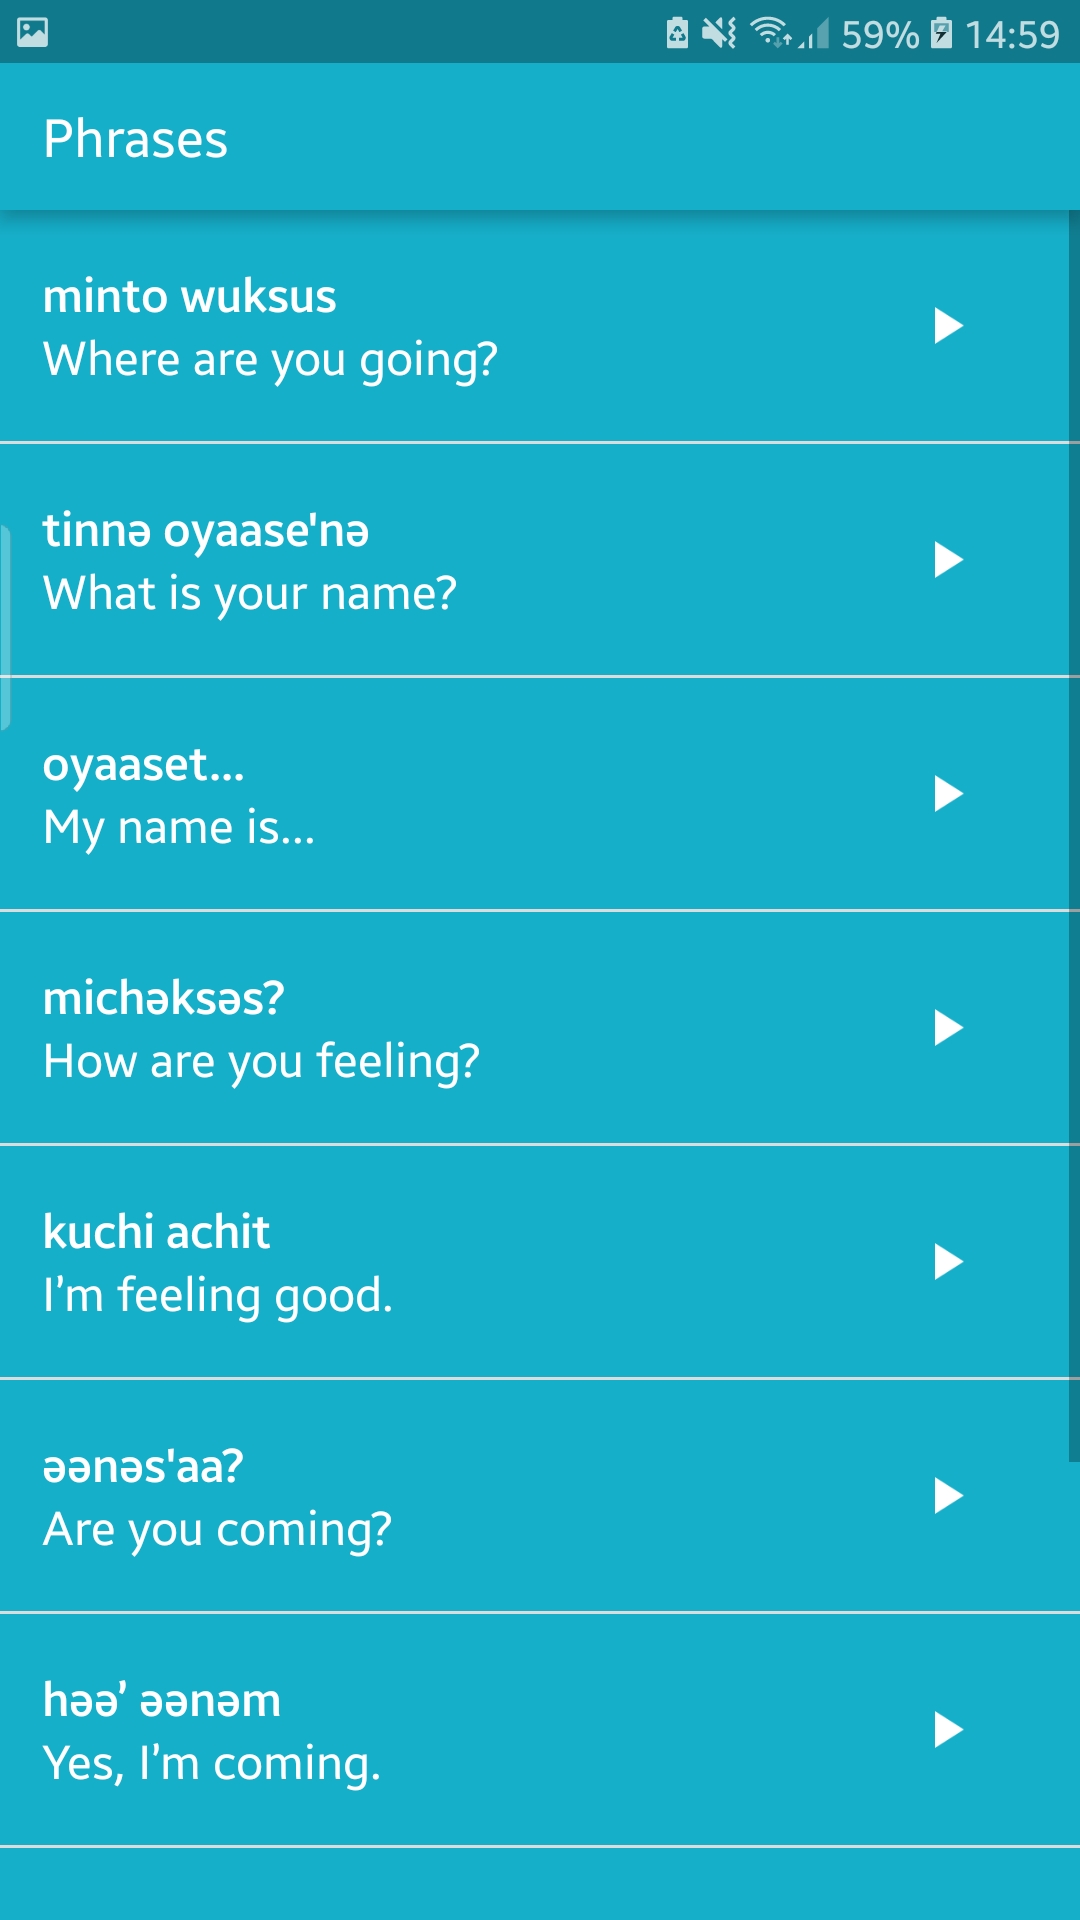 59% 14:59
Phrases
minto wuksus
Where are you going?
tinnə oyaase'nə
What is your name?
oyaaset...
My name is...
michəksəs?
How are you feeling?
kuchi achit
I’m feeling good.
əənəs'aa?
Are you coming?
həə’ əənəm
Yes, I’m coming.